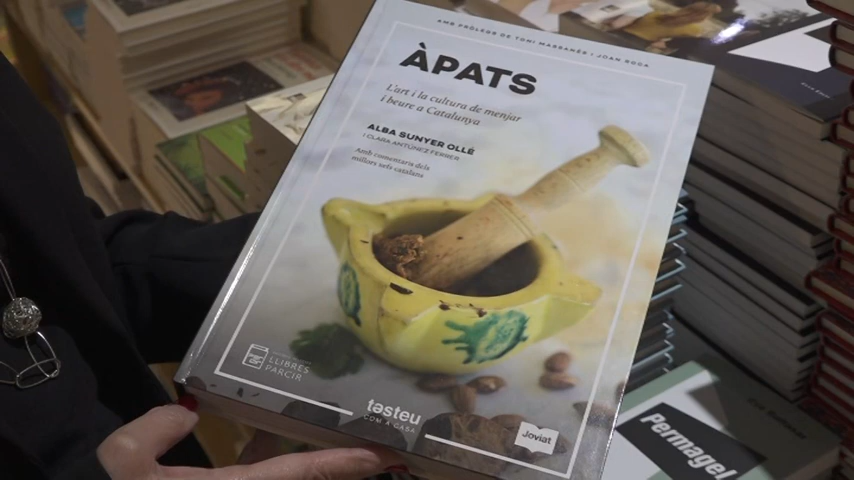 AMB PRÒLEGS DE TONI MASSANÉS I JOAN RODA
ÀPATS
L'art i la cultura de menjar
i beure a Catalunya
ALBA SUNYER OLLÉ
I CLARA ANTÚNEZ FERRER
Amb comentaris dels
millors xefs catalans
LLIBRES
PARCIR
tasteu
COM A CASA
Joviat
Permagel